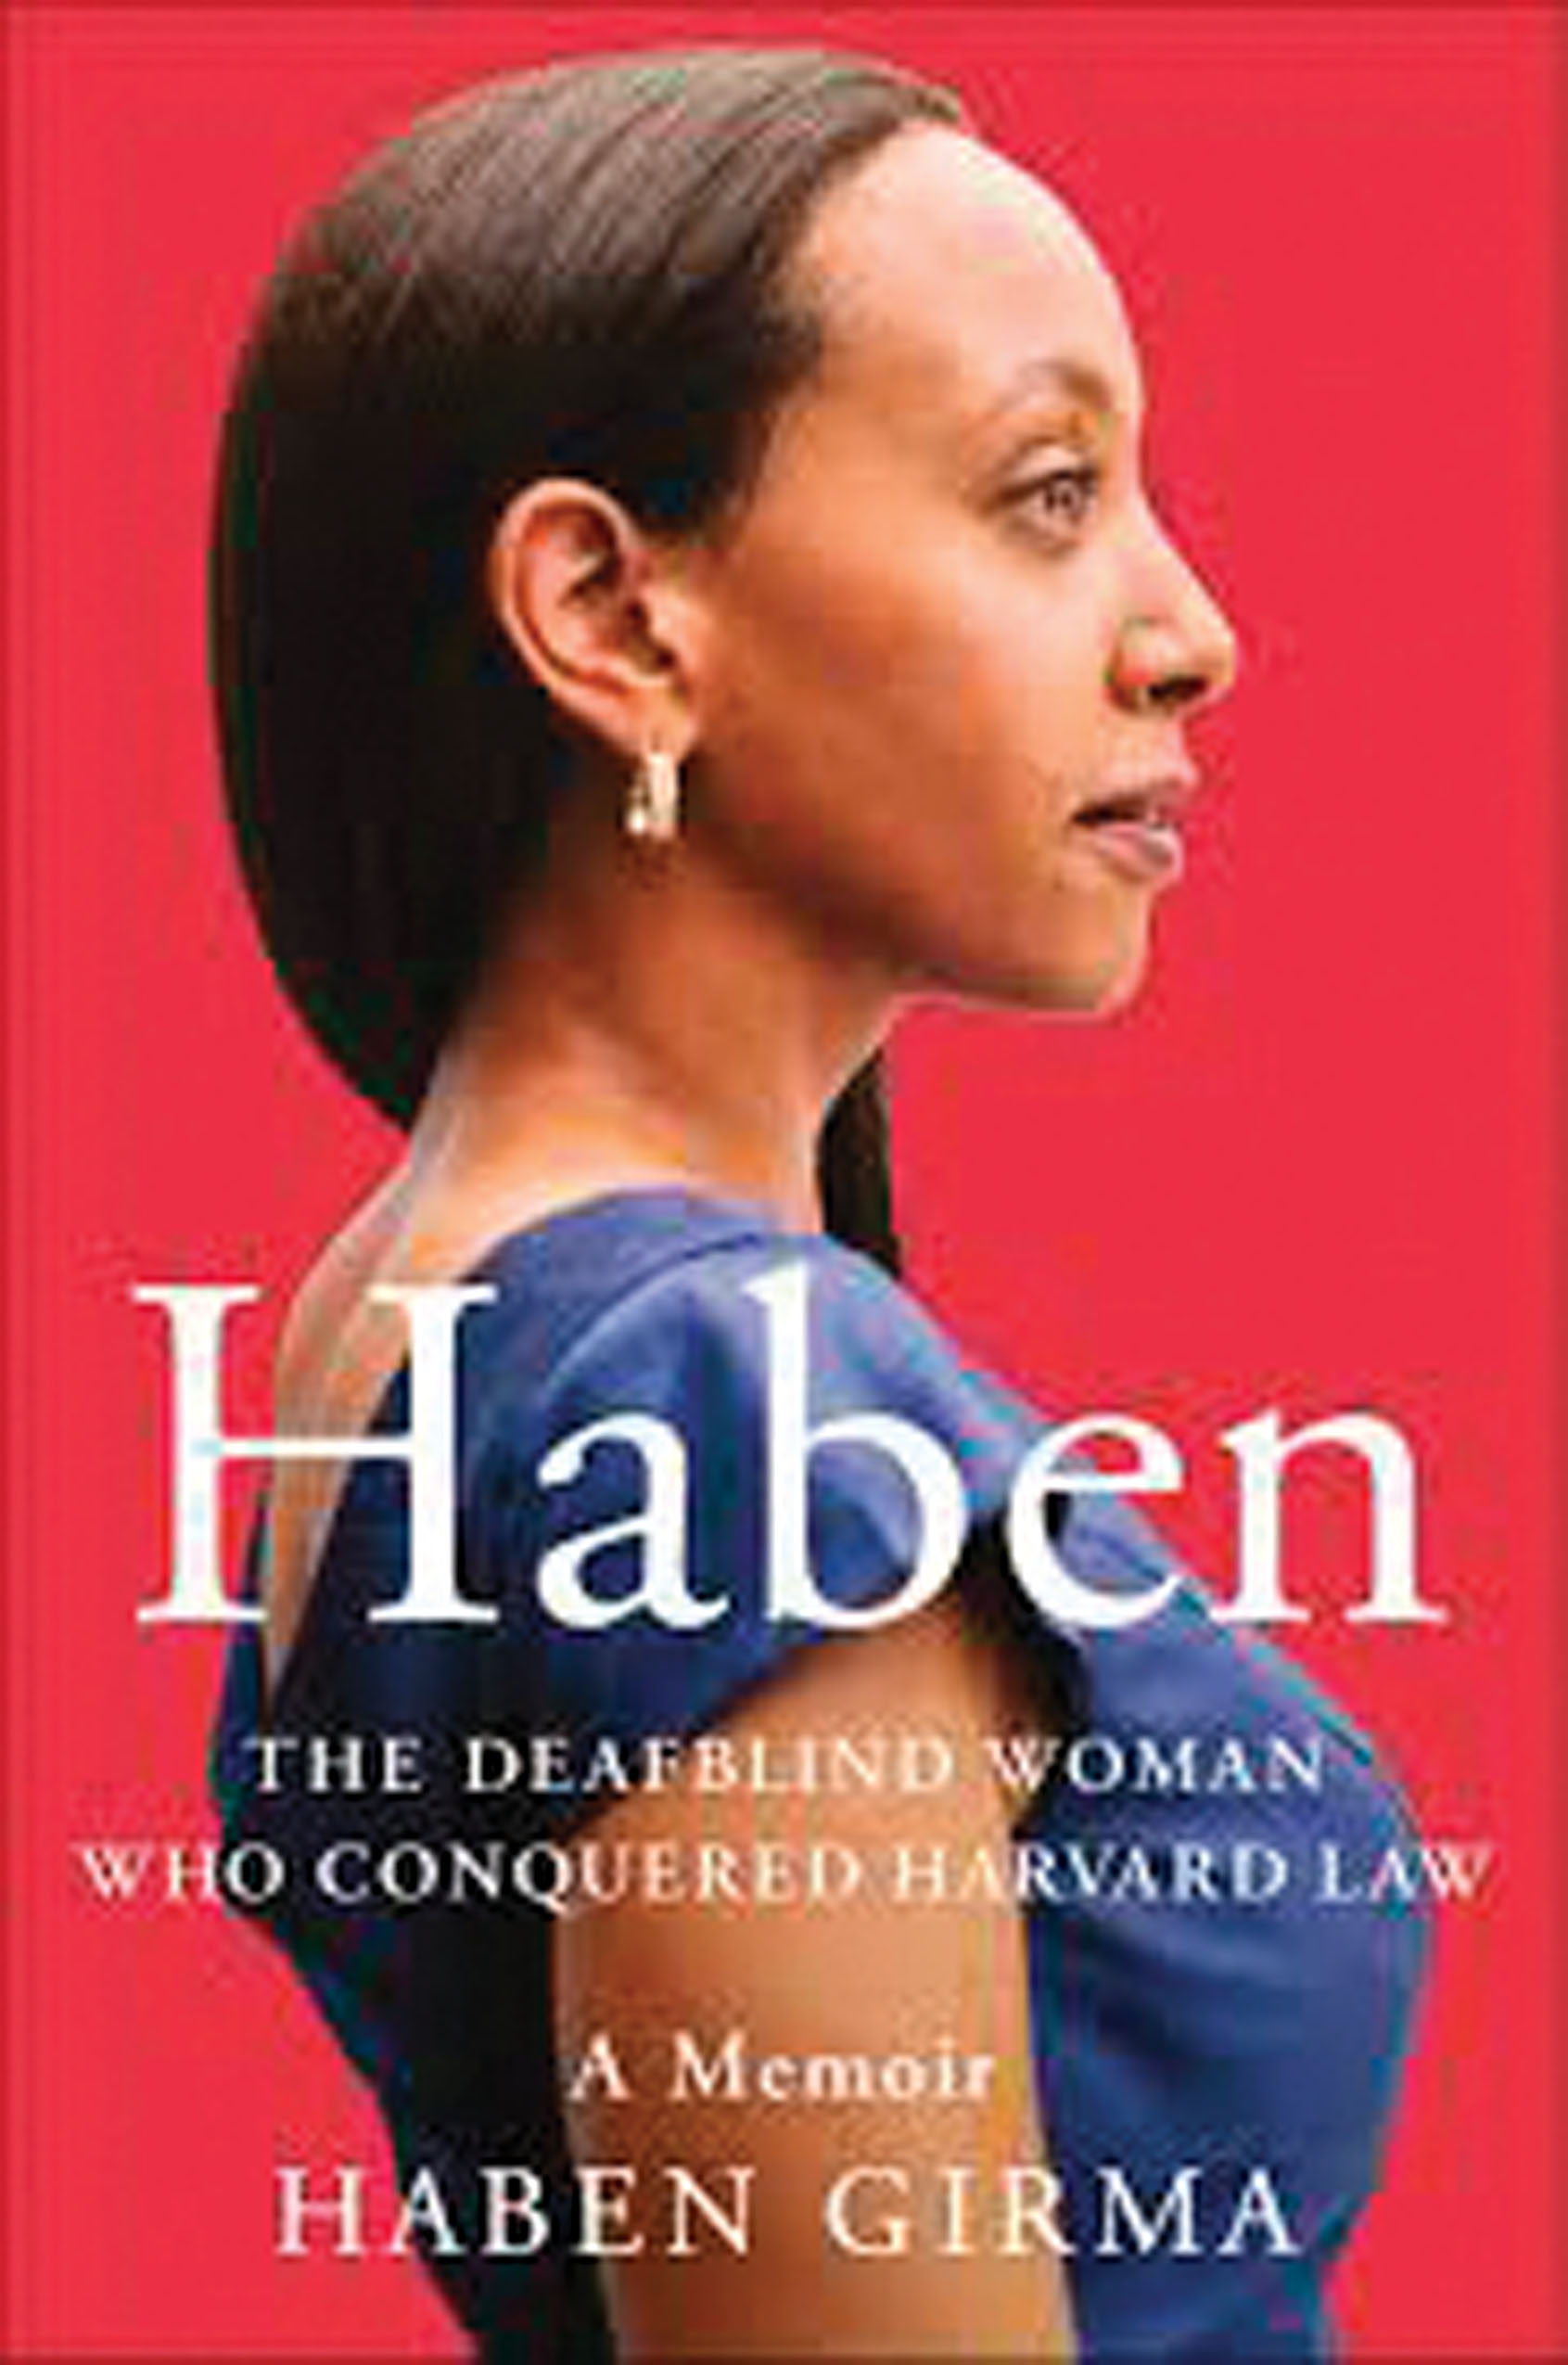 Haben
THE DEAFBLIND WOMAN
WHO CONQUERED HARVARD LAW
A Memoir
HABEN GIRMA